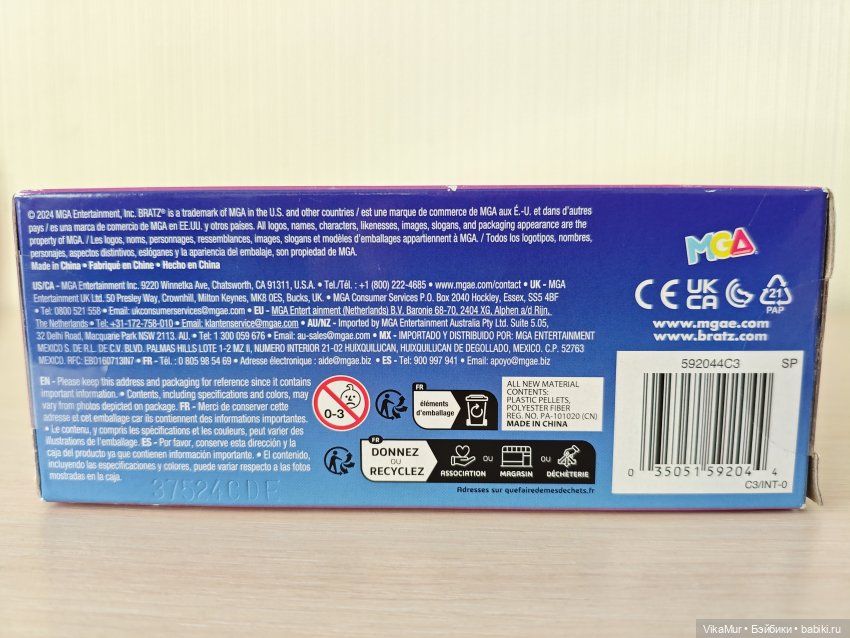 © 2024 MGA Entertainment, Inc. BRATZ® is a trademark of MGA in the U.S. and other countries / est une marque de commerce de MGA aux É.-U. et dans d'autres
pays / es una marca de comercio de MGA en EE.UU. y otros países. All logos, names, characters, likenesses, images, slogans, and packaging appearance are the
property of MGA. / Les logos, noms, personnages, ressemblances, images, slogans et modèles d'emballages appartiennent à MGA. / Todos los logotipos, nombres,
personajes, aspectos distintivos, eslóganes y la apariencia del embalaje, son propiedad de MGA.
Made in China • Fabriqué en Chine • Hecho en China
US/CA - MGA Entertainment Inc. 9220 Winnetka Ave, Chatsworth, CA 91311, U.S.A. • Tel./Tél. : +1 (800) 222-4685 • www.mgae.com/contact • UK - MGA
Entertainment UK Ltd. 50 Presley Way, Crownhill, Milton Keynes, MK8 0ES, Bucks, UK. • MGA Consumer Services P.O. Box 2040 Hockley, Essex, SS5 4BF
• Tel: 0800 521 558 • Email: ukconsumerservices@mgae.com • EU - MGA Entert ainment (Netherlands) B.V. Baronie 68-70, 2404 XG, Alphen a/d Rijn,
The Netherlands • Tel: +31-172-758-010 • Email: klantenservice@mgae.com • AU/NZ - Imported by MGA Entertainment Australia Pty Ltd. Suite 5.05,
32 Delhi Road, Macquarie Park NSW 2113. AU. • Tel: 1 300 059 676 • Email: au-sales@mgae.com • MX - IMPORTADO Y DISTRIBUIDO POR: MGA ENTERTAINMENT
MEXICO S. DE R.L. DE C.V. BLVD. PALMAS HILLS LOTE 1-2 MZ II, NUMERO INTERIOR 21-02 HUIXQUILUCAN, HUIXQUILUCAN DE DEGOLLADO, MEXICO, MEXICO. C.P. 52763
MEXICO. RFC: EBO160713IN7 • FR - Tél. : 0 805 98 54 69 • Adresse électronique : aide@mgae.biz • ES - Tel: 900 997 941 • Email: apoyo@mgae.biz
EN - Please keep this address and packaging for reference since it contains
important information. • Contents, including specifications and colors, may
vary from photos depicted on package. FR - Merci de conserver cette
adresse et cet emballage car ils contiennent des informations importantes.
• Le contenu, y compris les spécifications et couleurs, peut varier des
illustrations de l'emballage. ES - Por favor, conserve esta dirección y la
caja del producto ya que contienen información importante. • El contenido,
incluyendo las especificaciones y colores, puede variar respecto a las fotos
mostradas en la caja.
37524CDE
0-3
FR
éléments
d'emballage
ALL NEW MATERIAL
CONTENTS:
PLASTIC PELLETS,
POLYESTER FIBER
REG. NO. PA-101020 (CN)
MADE IN CHINA
FR
DONNEZ
OU
RECYCLEZ
ASSOCIATION
OU
MAGASIN
OU
DÉCHÈTERIE
Adresses sur quefairedemesdechets.fr
MGA
CE UK
CA
21
PAP
www.mgae.com
www.bratz.com
592044C3 SP
0 35051 59204 4
C3/INT-0
VikaMur • Бэйбики • babiki.ru